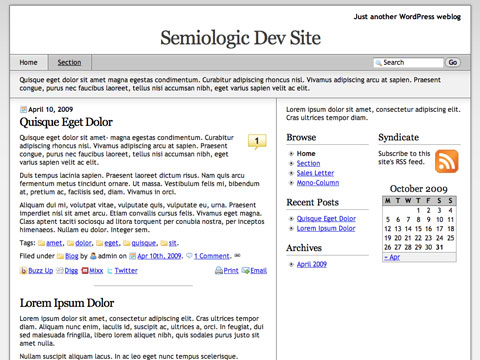 Just another WordPress weblog
Semiologic Dev Site
Home Section
Search Go
Quisque eget dolor sit amet magna egestas condimentum. Curabitur adipiscing rhoncus nisl. Vivamus adipiscing arcu at sapien. Praesent
congue, purus nec faucibus laoreet, tellus nisi accumsan nibh, eget varius sapien velit ac elit.
April 10, 2009
Quisque Eget Dolor
1
Quisque eget dolor sit amet- magna egestas condimentum. Curabitur
adipiscing rhoncus nisl. Vivamus adipiscing arcu at sapien. Praesent
congue, purus nec faucibus laoreet, tellus nisi accumsan nibh, eget
varius sapien velit ac elit.
Duis tempus lacinia sapien. Praesent laoreet dictum risus. Nam quis arcu
fermentum metus tincidunt ornare. Ut massa. Vestibulum felis mi, bibendum
at, pretium ac, facilisis sed, diam. Vivamus in orci.
Aliquam dui mi, volutpat vitae, vulputate quis, vulputate eu, urna. Praesent
imperdiet nisl sit amet arcu. Etiam convallis cursus felis. Vivamus eget magna.
Class aptent taciti sociosqu ad litora torquent per conubia nostra, per inceptos
himenaeos. Nullam eu dolor. Integer sem.
Tags: amet, dolor, eget, quisque, sit.
Filed under Blog by admin on Apr 10th, 2009. 1 Comment.
Buzz Up Digg Mixx Twitter Print Email
Lorem Ipsum Dolor
Lorem ipsum dolor sit amet, consectetur adipiscing elit.
Cras ultrices tempor diam. Aliquam nunc enim, iaculis id, suscipit ac, ultrices a, orci. In feugiat, dui
sed malesuada fringilla, libero lorem aliquet nibh, quis sodales purus justo sit
amet nulla.
Nullam suscipit aliquam lacus. In ac eget nunc tempus scelerisque.
Lorem ipsum dolor sit amet, consectetur adipiscing elit. Cras
ultrices tempor diam.
Browse
Home
Section
Sales Letter
Mono-Column
Recent Posts
Quisque Eget Dolor
Lorem Ipsum Dolor
Archives
April 2009
Syndicate
Subscribe to this
site's RSS feed.
October 2009
M T W T F S S
1 2 3 4
5 6 7 8 9 10 11
12 13 14 15 16 17 18
19 20 21 22 23 24 25
26 27 28 29 30 31
« Apr